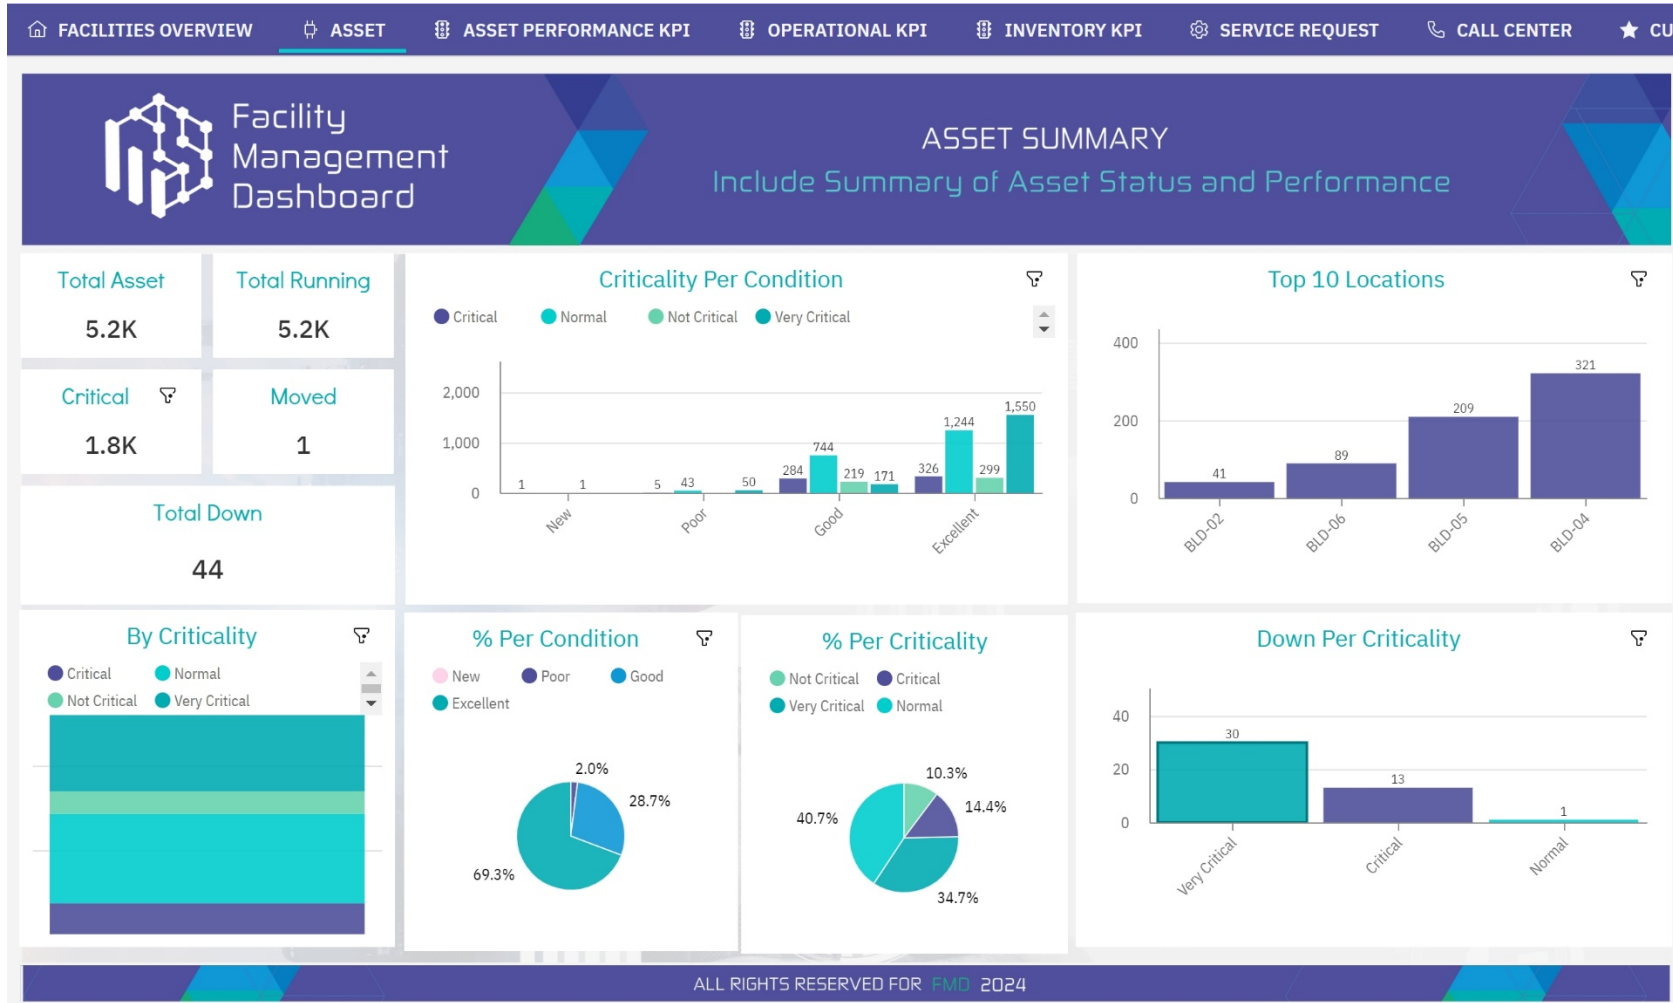 FACILITIES OVERVIEW
ASSET
ASSET PERFORMANCE KPI
OPERATIONAL KPI
INVENTORY KPI
SERVICE REQUEST
CALL CENTER
CU
Facility
Management
Dashboard
ASSET SUMMARY
Include Summary of Asset Status and Performance
Total Asset
5.2K
Total Running
5.2K
Critical
1.8K
Moved
1
Total Down
44
Criticality Per Condition
Critical Normal Not Critical Very Critical
2,000
1,000
0
1 1 5 43 50 284 744 219 171 326 1,244 299 1,550
New Poor Good Excellent
Top 10 Locations
400
200
0
41 89 209 321
BLD-02 BLD-06 BLD-05 BLD-04
By Criticality
Critical Normal
Not Critical Very Critical
% Per Condition
New Poor Good
Excellent
2.0%
28.7%
69.3%
% Per Criticality
Not Critical Critical
Very Critical Normal
10.3%
14.4%
40.7%
34.7%
Down Per Criticality
40
20
0
30 13 1
Very Critical Critical Normal
ALL RIGHTS RESERVED FOR FMD 2024